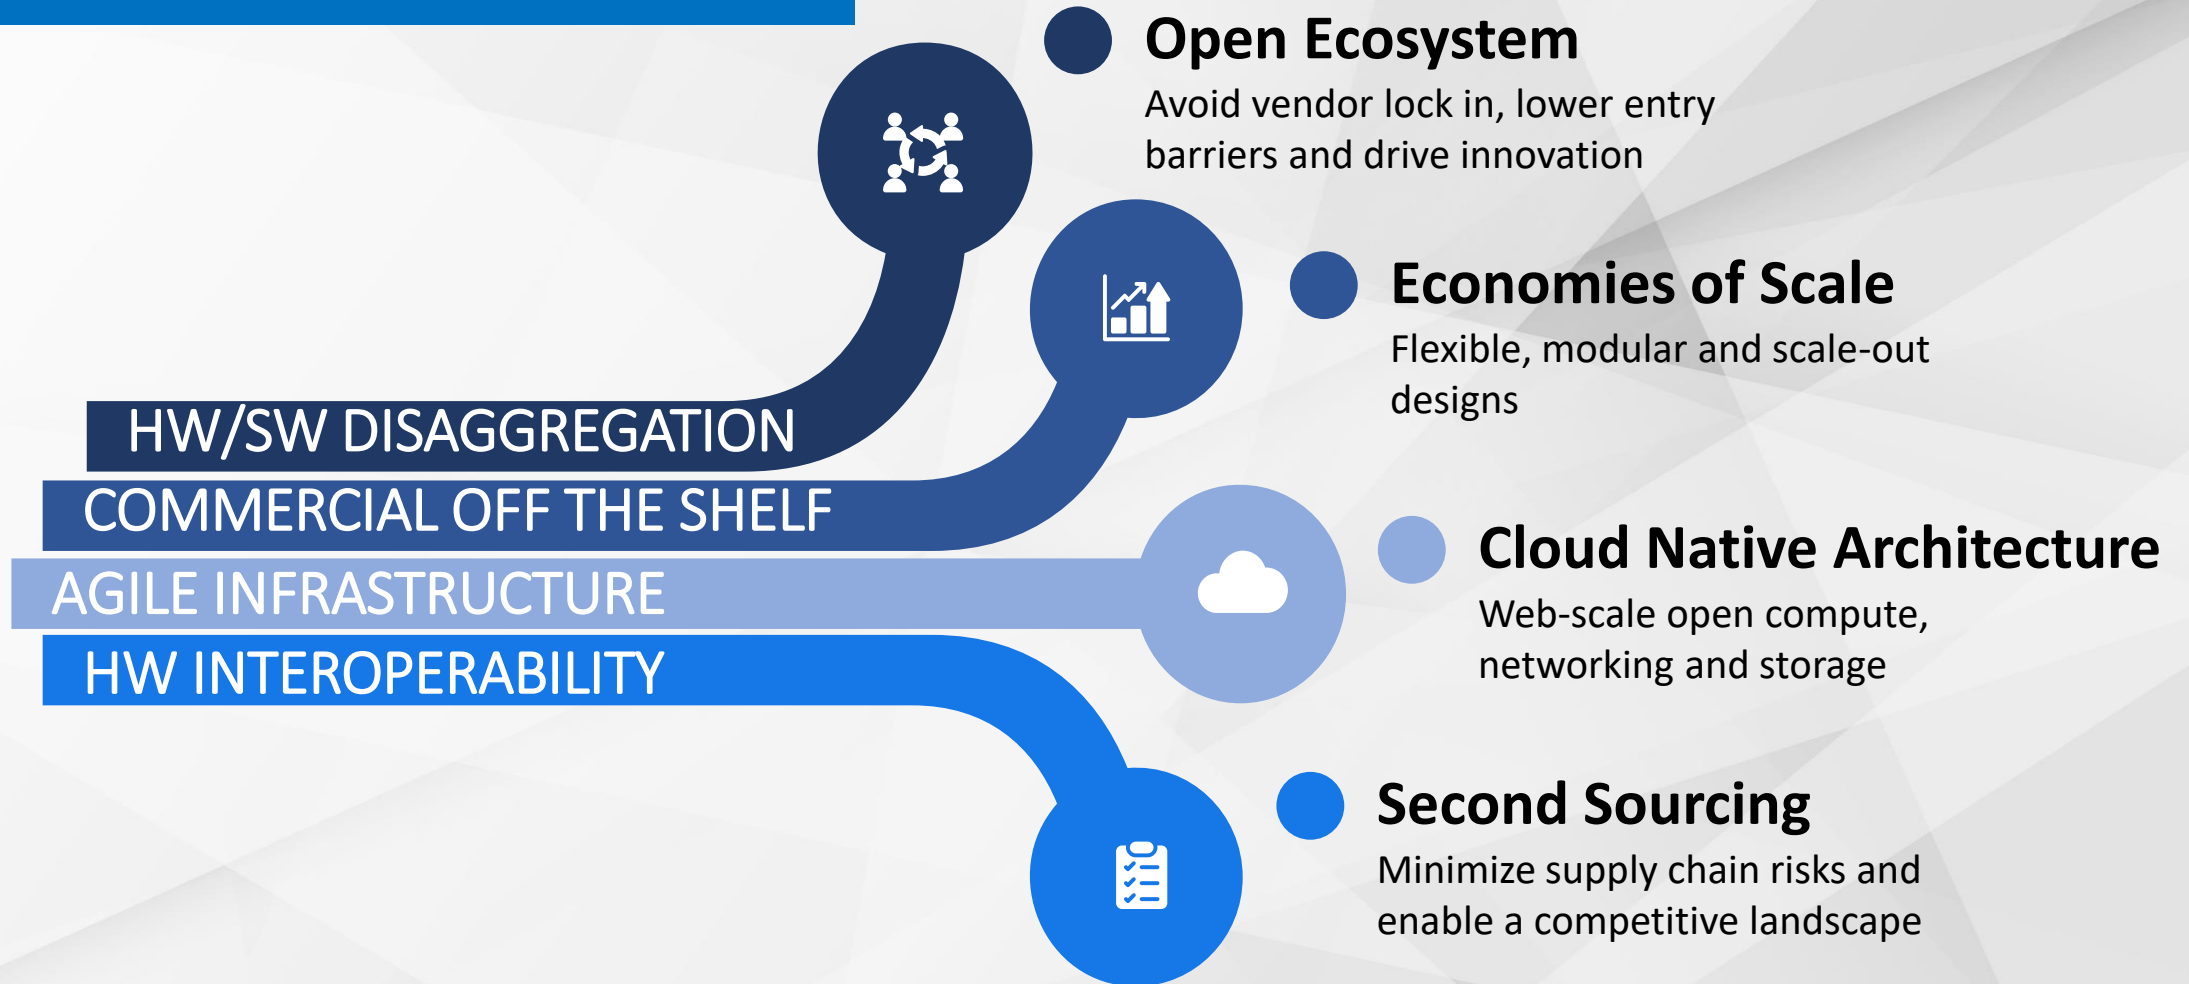 Open Ecosystem
Avoid vendor lock in, lower entry
barriers and drive innovation
Economies of Scale
Flexible, modular and scale-out
designs
HW/SW DISAGGREGATION
COMMERCIAL OFF THE SHELF
AGILE INFRASTRUCTURE
HW INTEROPERABILITY
Cloud Native Architecture
Web-scale open compute,
networking and storage
Second Sourcing
Minimize supply chain risks and
enable a competitive landscape